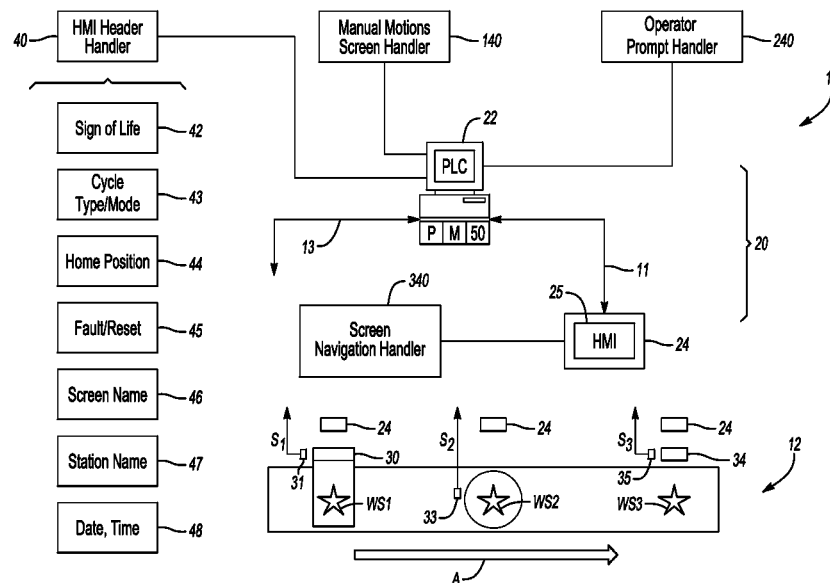 40
HMI Header
Handler
Manual Motions
Screen Handler
140
Operator
Prompt Handler
240
Sign of Life
42
22
PLC
Cycle
Type/Mode
43
13
P M 50
20
Home Position
44
11
340
25
Fault/Reset
45
Screen
Navigation Handler
HMI
24
Screen Name
46
24
24
24
S1
S2
S3
12
Station Name
47
31
30
35
34
WS1
33
WS2
WS3
Date, Time
48
A